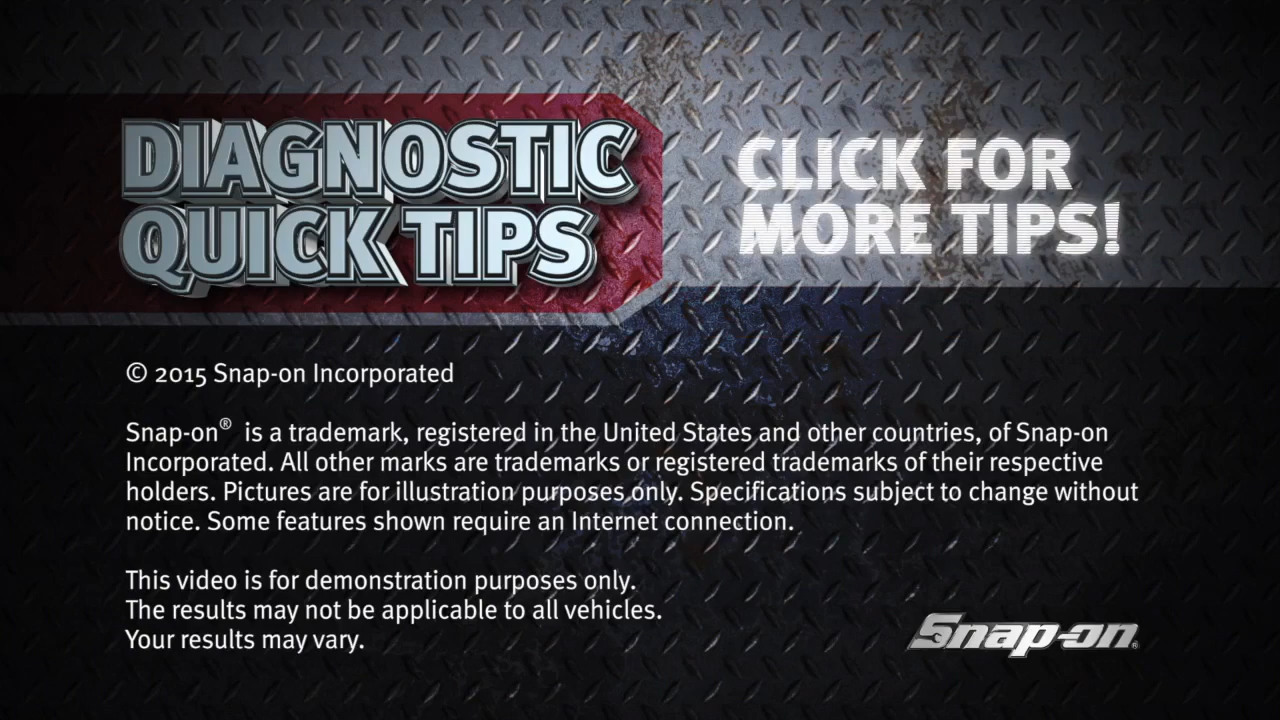 DIAGNOSTIC
QUICK TIPS
CLICK FOR
MORE TIPS!
© 2015 Snap-on Incorporated
Snap-on® is a trademark, registered in the United States and other countries, of Snap-on
Incorporated. All other marks are trademarks or registered trademarks of their respective
holders. Pictures are for illustration purposes only. Specifications subject to change without
notice. Some features shown require an Internet connection.
This video is for demonstration purposes only.
The results may not be applicable to all vehicles.
Your results may vary.
Snap-on®